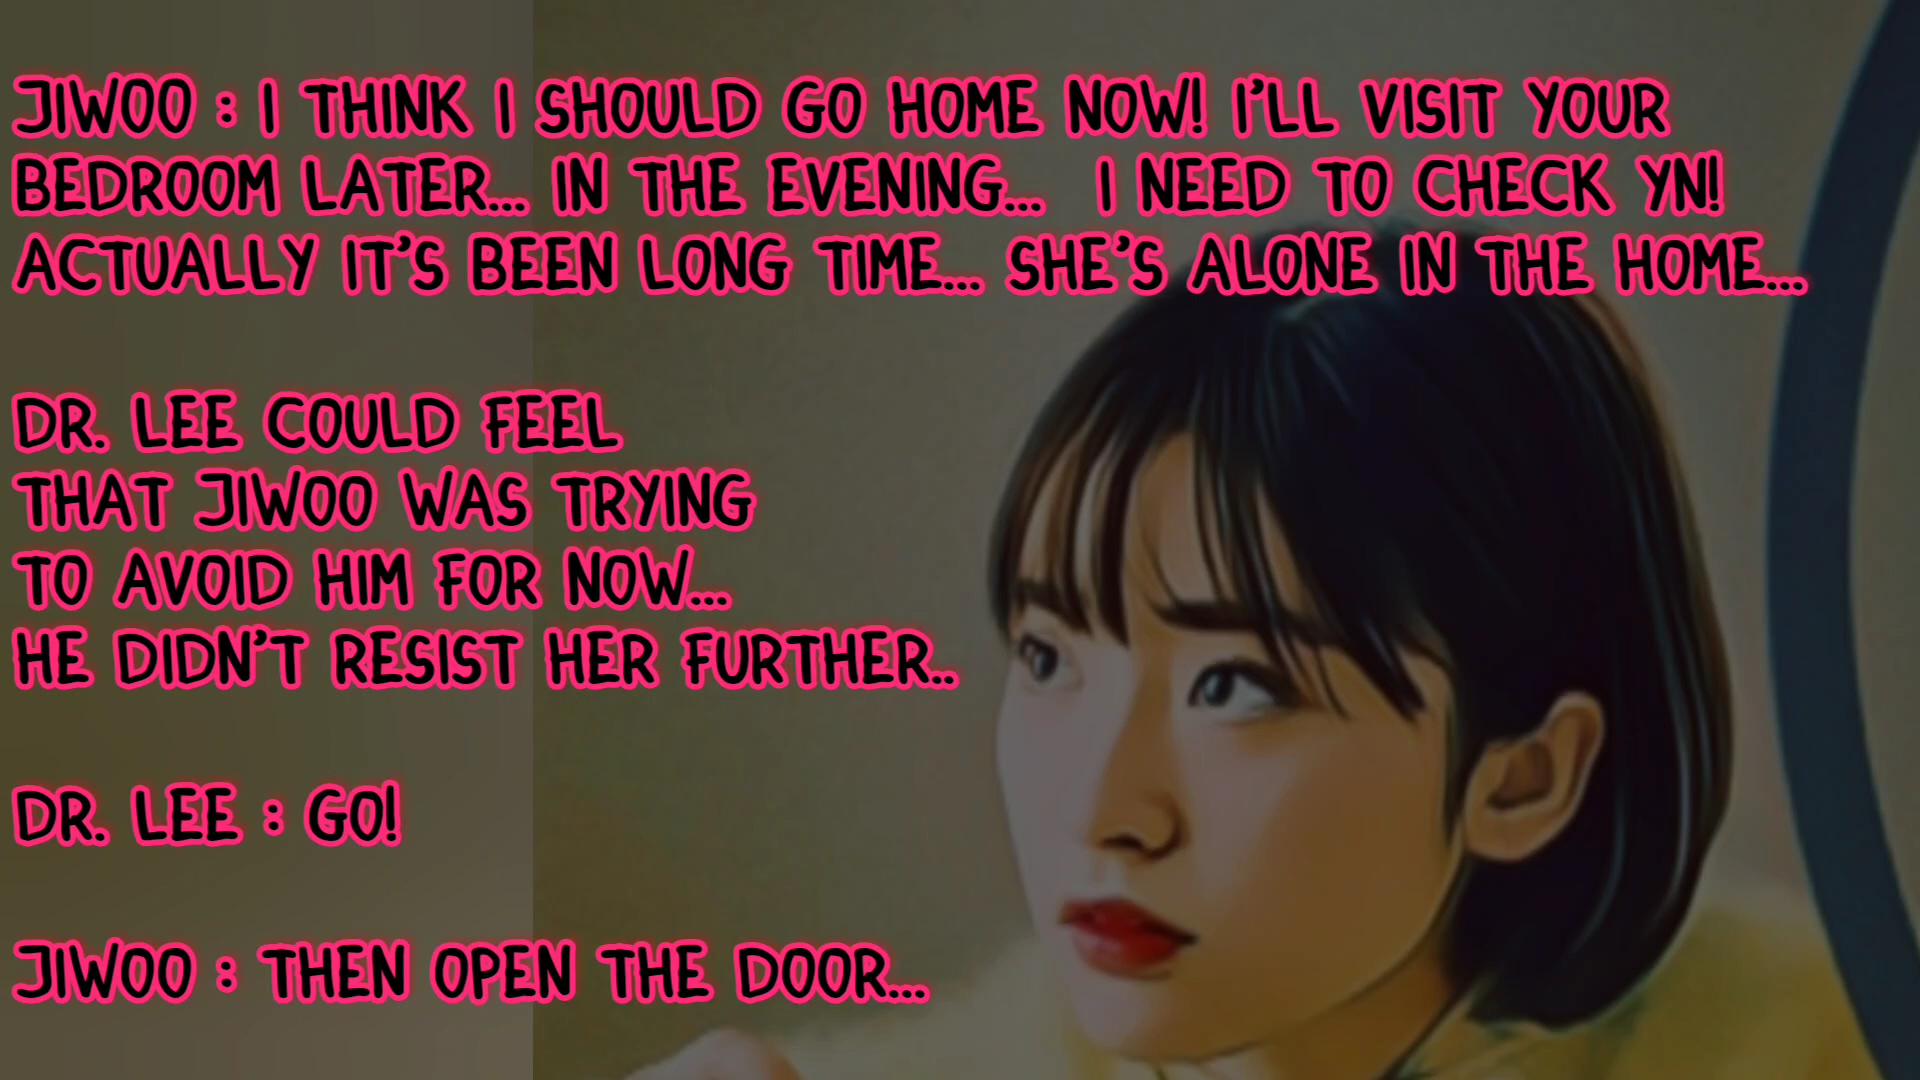 JIWOO : I THINK I SHOULD GO HOME NOW! I'LL VISIT YOUR
BEDROOM LATER... IN THE EVENING... I NEED TO CHECK YN!
ACTUALLY IT'S BEEN LONG TIME... SHE'S ALONE IN THE HOME...
DR. LEE COULD FEEL
THAT JIWOO WAS TRYING
TO AVOID HIM FOR NOW...
HE DIDN'T RESIST HER FURTHER..
DR. LEE : GO!
JIWOO : THEN OPEN THE DOOR...